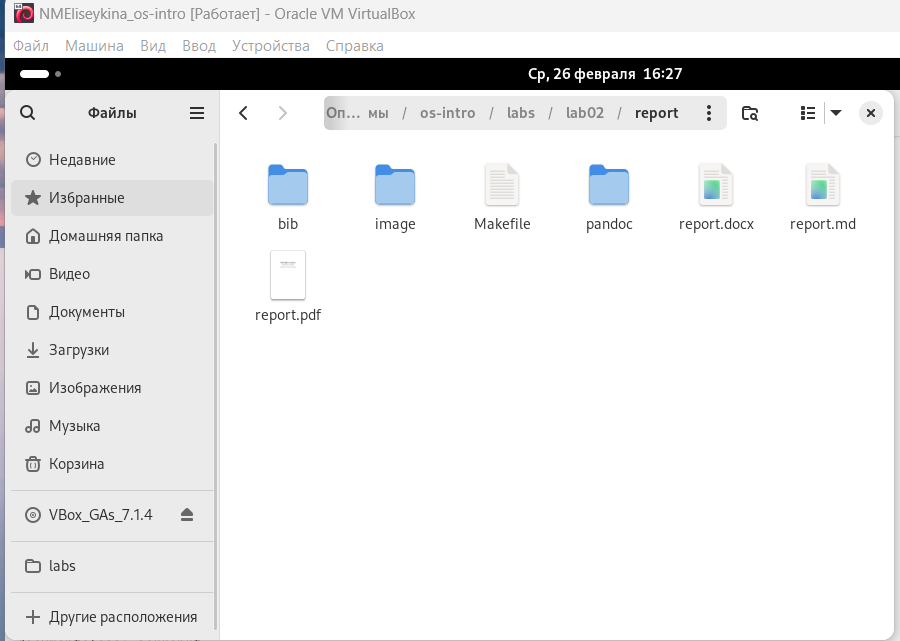 NMEliseykina_os-intro [Работает] - Oracle VM VirtualBox
Файл Машина Вид Ввод Устройства Справка
Ср, 26 февраля 16:27
Файлы
Оп… мы / os-intro / labs / lab02 / report
Недавние
Избранные
Домашняя папка
Видео
Документы
Загрузки
Изображения
Музыка
Корзина
VBox_GAs_7.1.4
labs
Другие расположения
bib image Makefile pandoc report.docx report.md
report.pdf